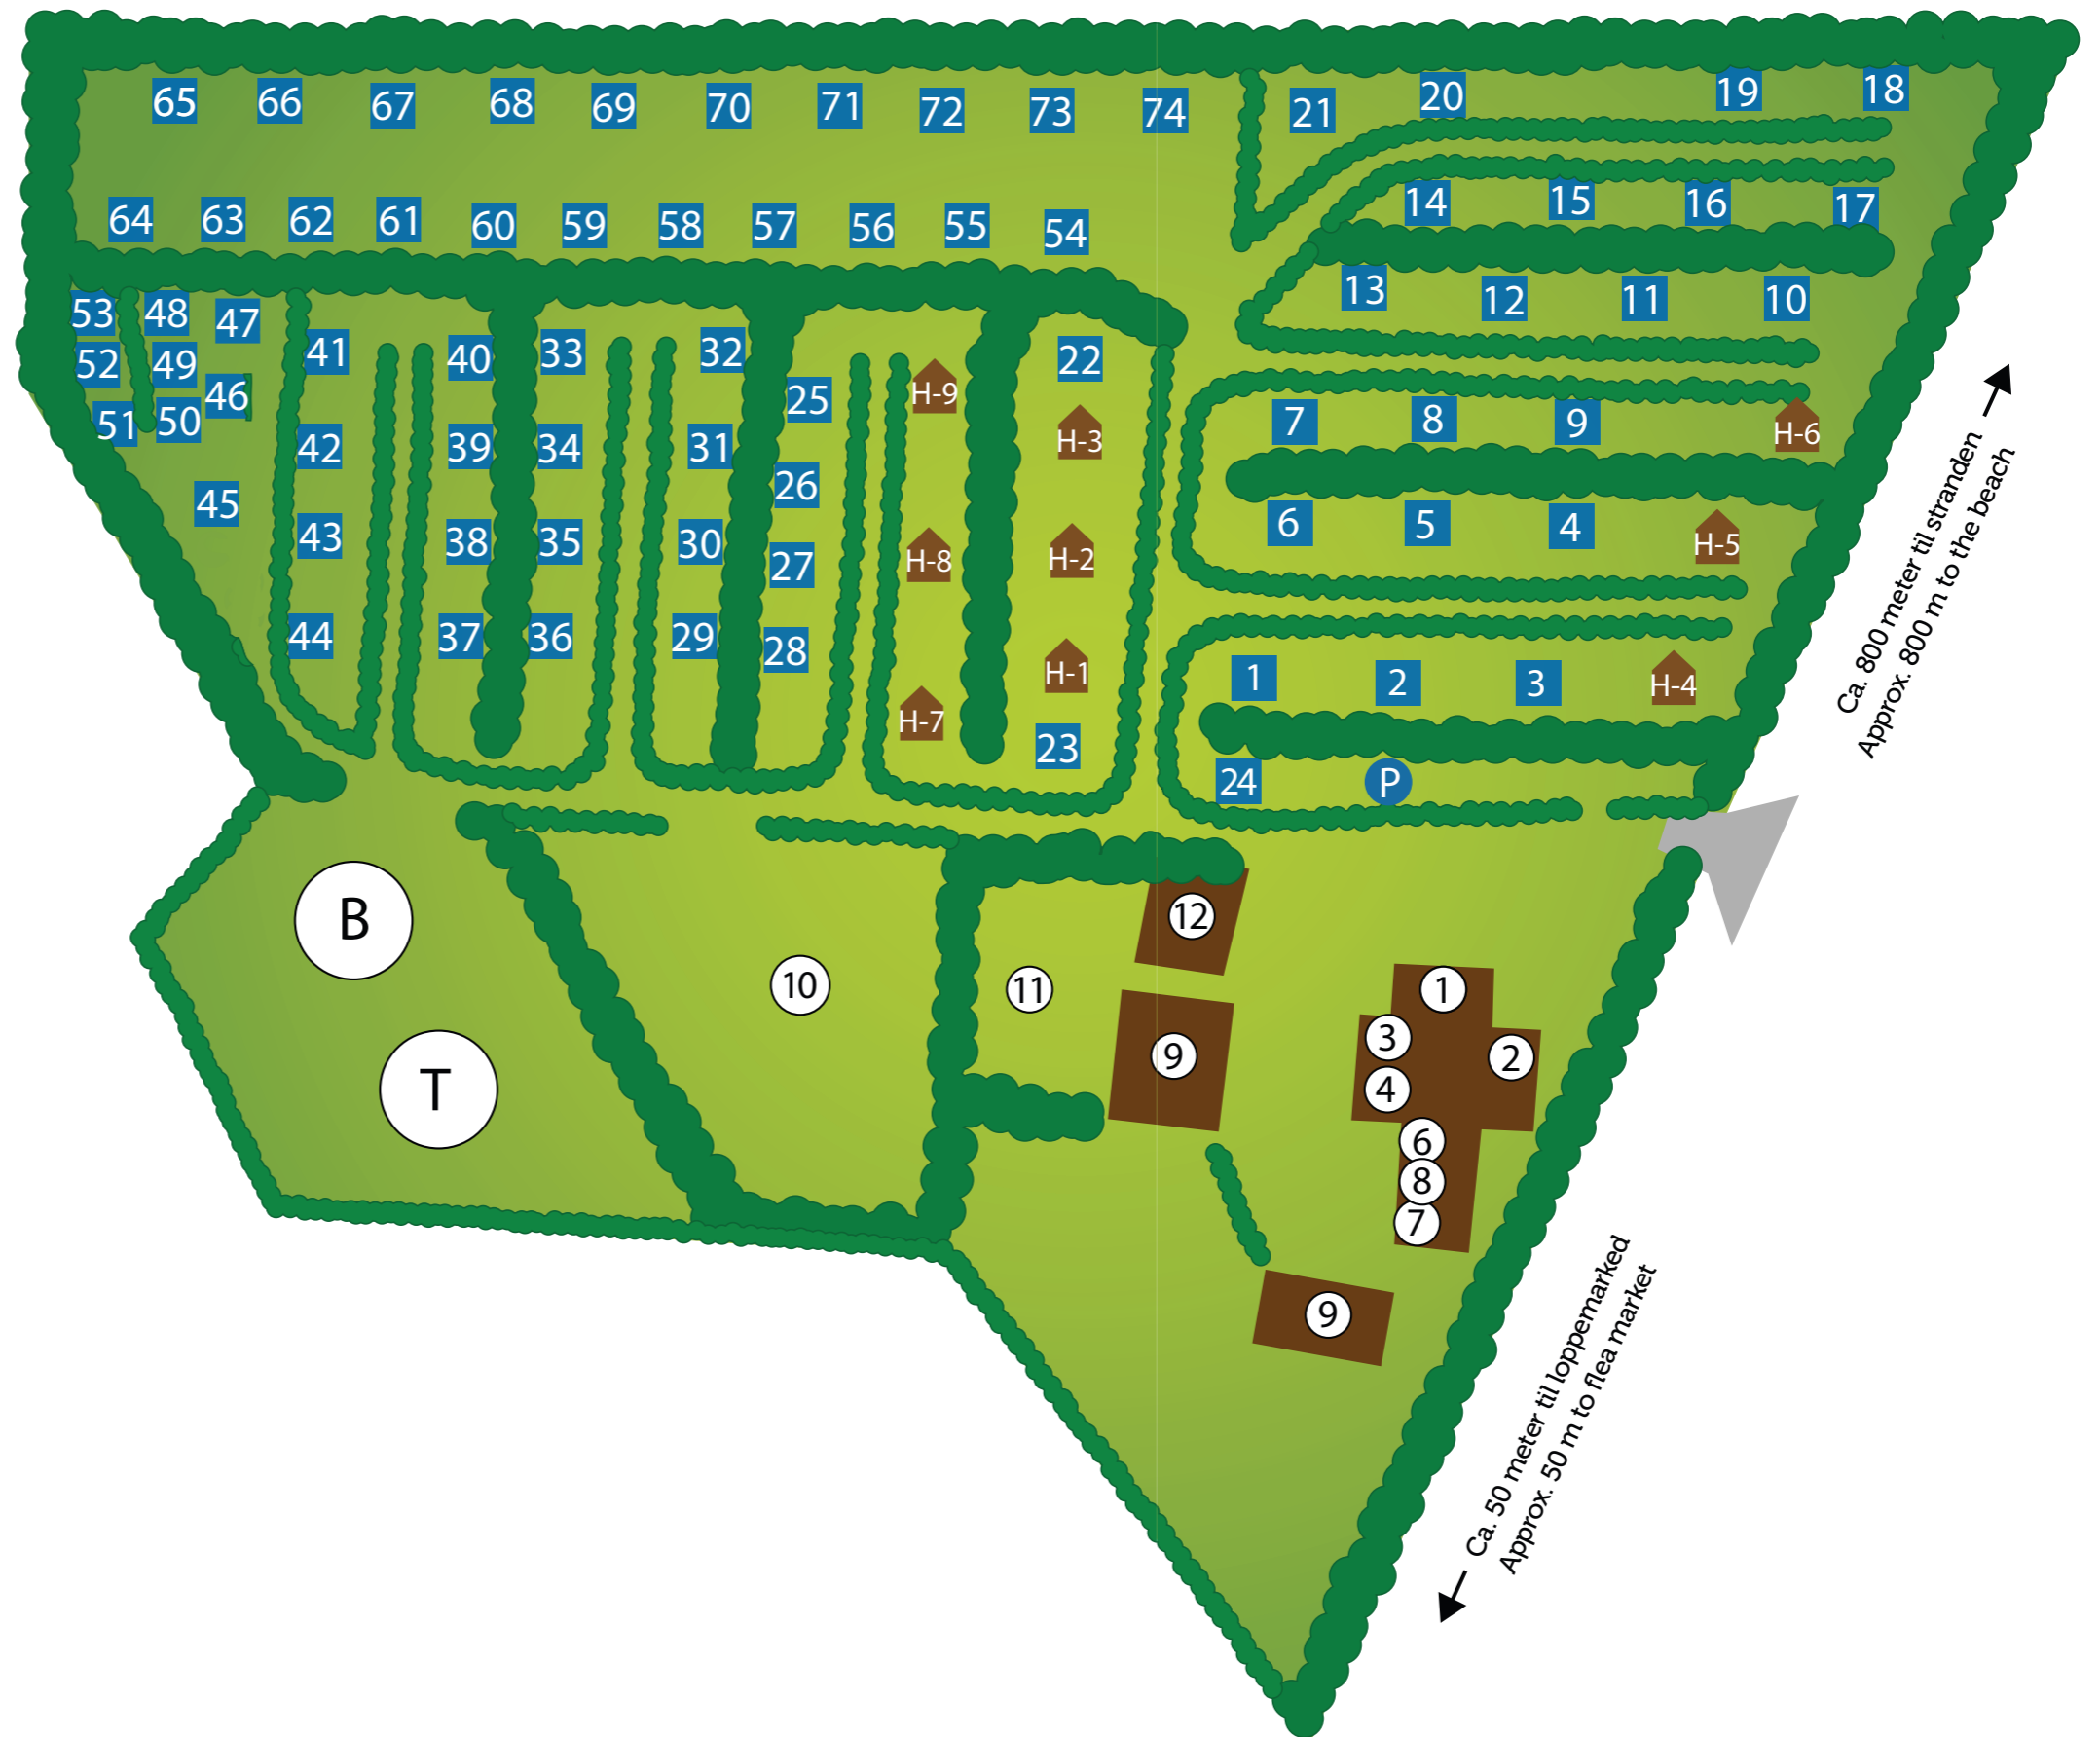 65 66 67 68 69 70 71 72 73 74 21 20 19 18
64 63 62 61 60 59 58 57 56 55 54 14 15 16 17
13 12 11 10
53 48 47 41 40 33 32 22
52 49 46 25 H-9 H-3 7 8 9 H-6
51 50 42 39 34 31 26
45 43 38 35 30 27 H-8 H-2 6 5 4 H-5
44 37 36 29 28 H-1 1 2 3 H-4
H-7 23
24 P
Ca. 800 meter til stranden
Approx. 800 m to the beach
B 10 11 12 1
3 2
T 9 4
6
8
7
9
Ca. 50 meter til loppemarked
Approx. 50 m to flea market